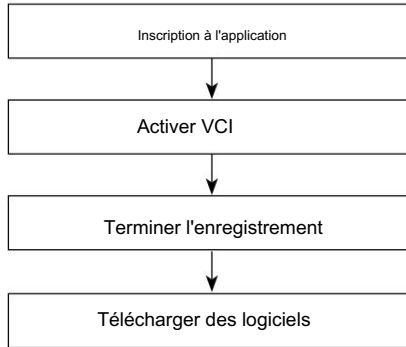 Inscription à l'application
Activer VCI
Terminer l'enregistrement
Télécharger des logiciels